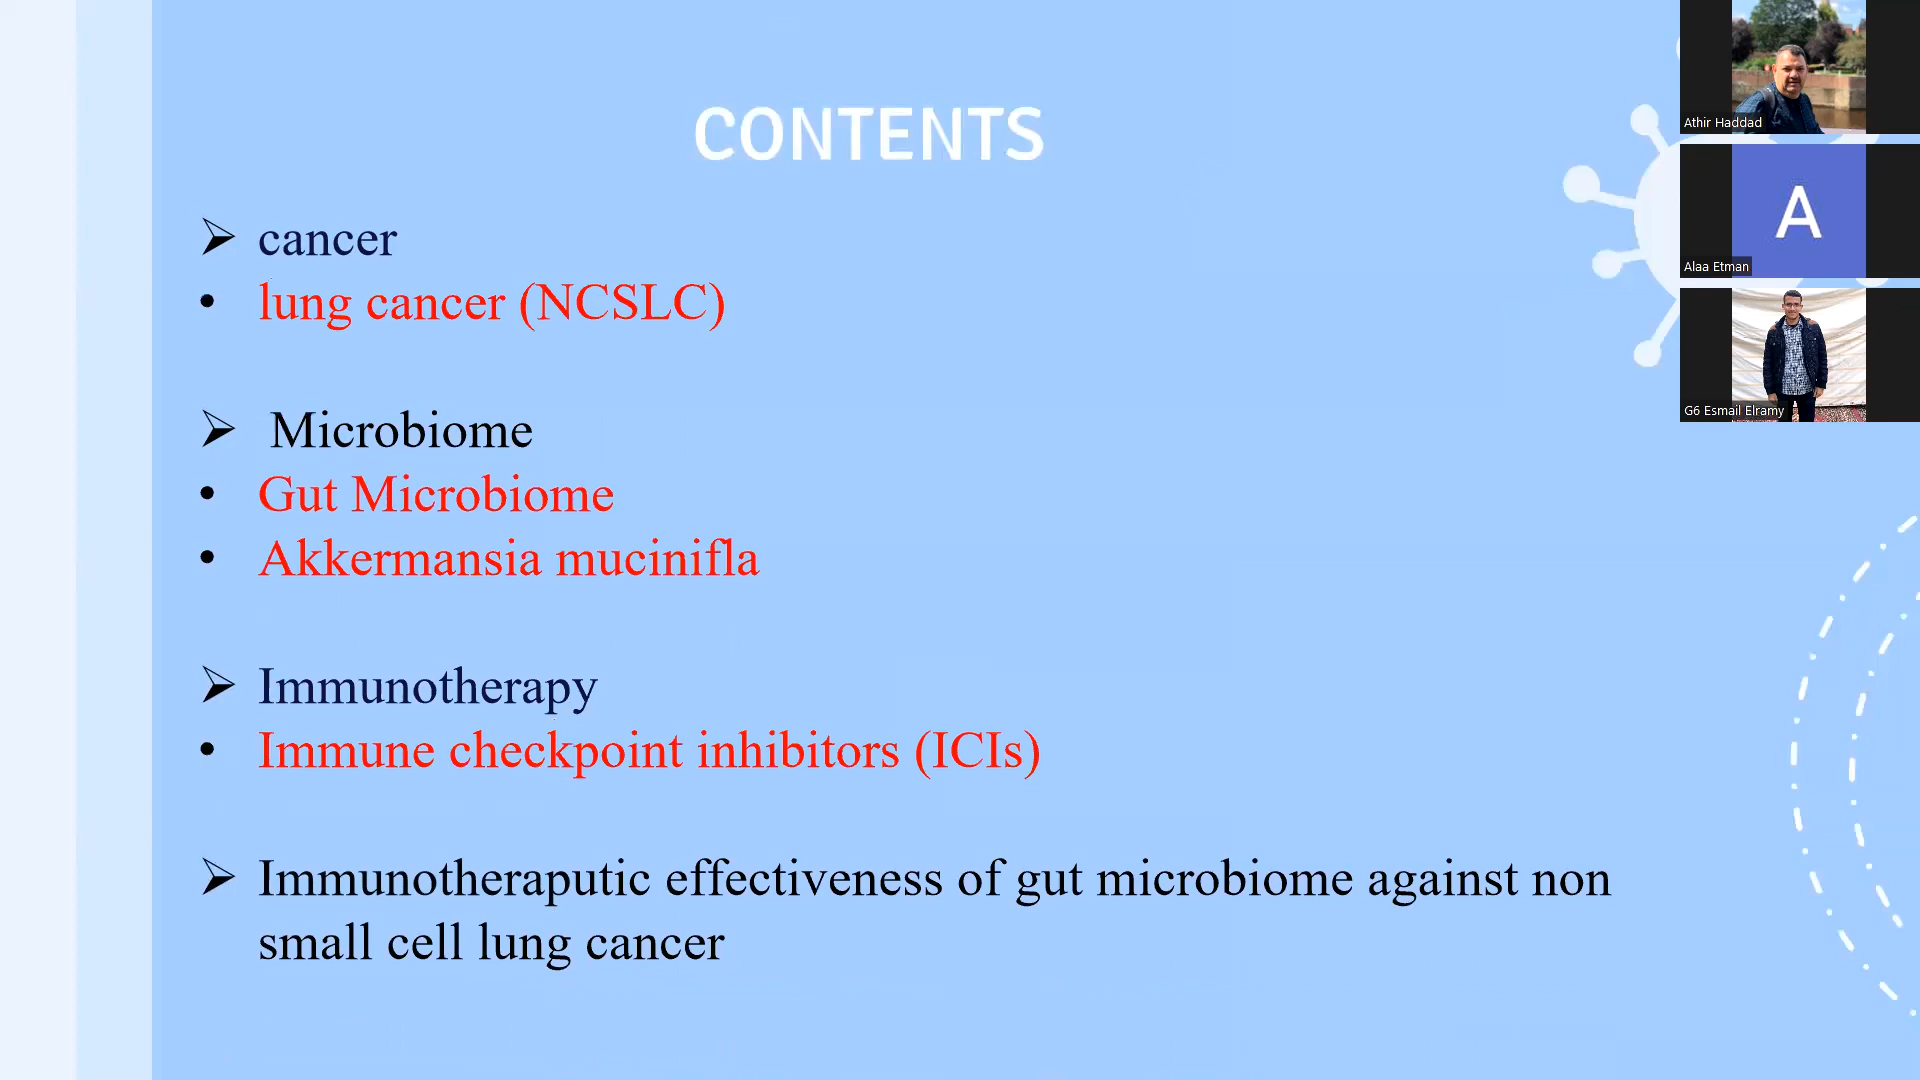 CONTENTS
➢ cancer
• lung cancer (NCSLC)
➢ Microbiome
• Gut Microbiome
• Akkermansia mucinifla
➢ Immunotherapy
• Immune checkpoint inhibitors (ICIs)
➢ Immunotheraputic effectiveness of gut microbiome against non
small cell lung cancer
Athir Haddad
A
Alaa Etman
G6 Esmail Elramy